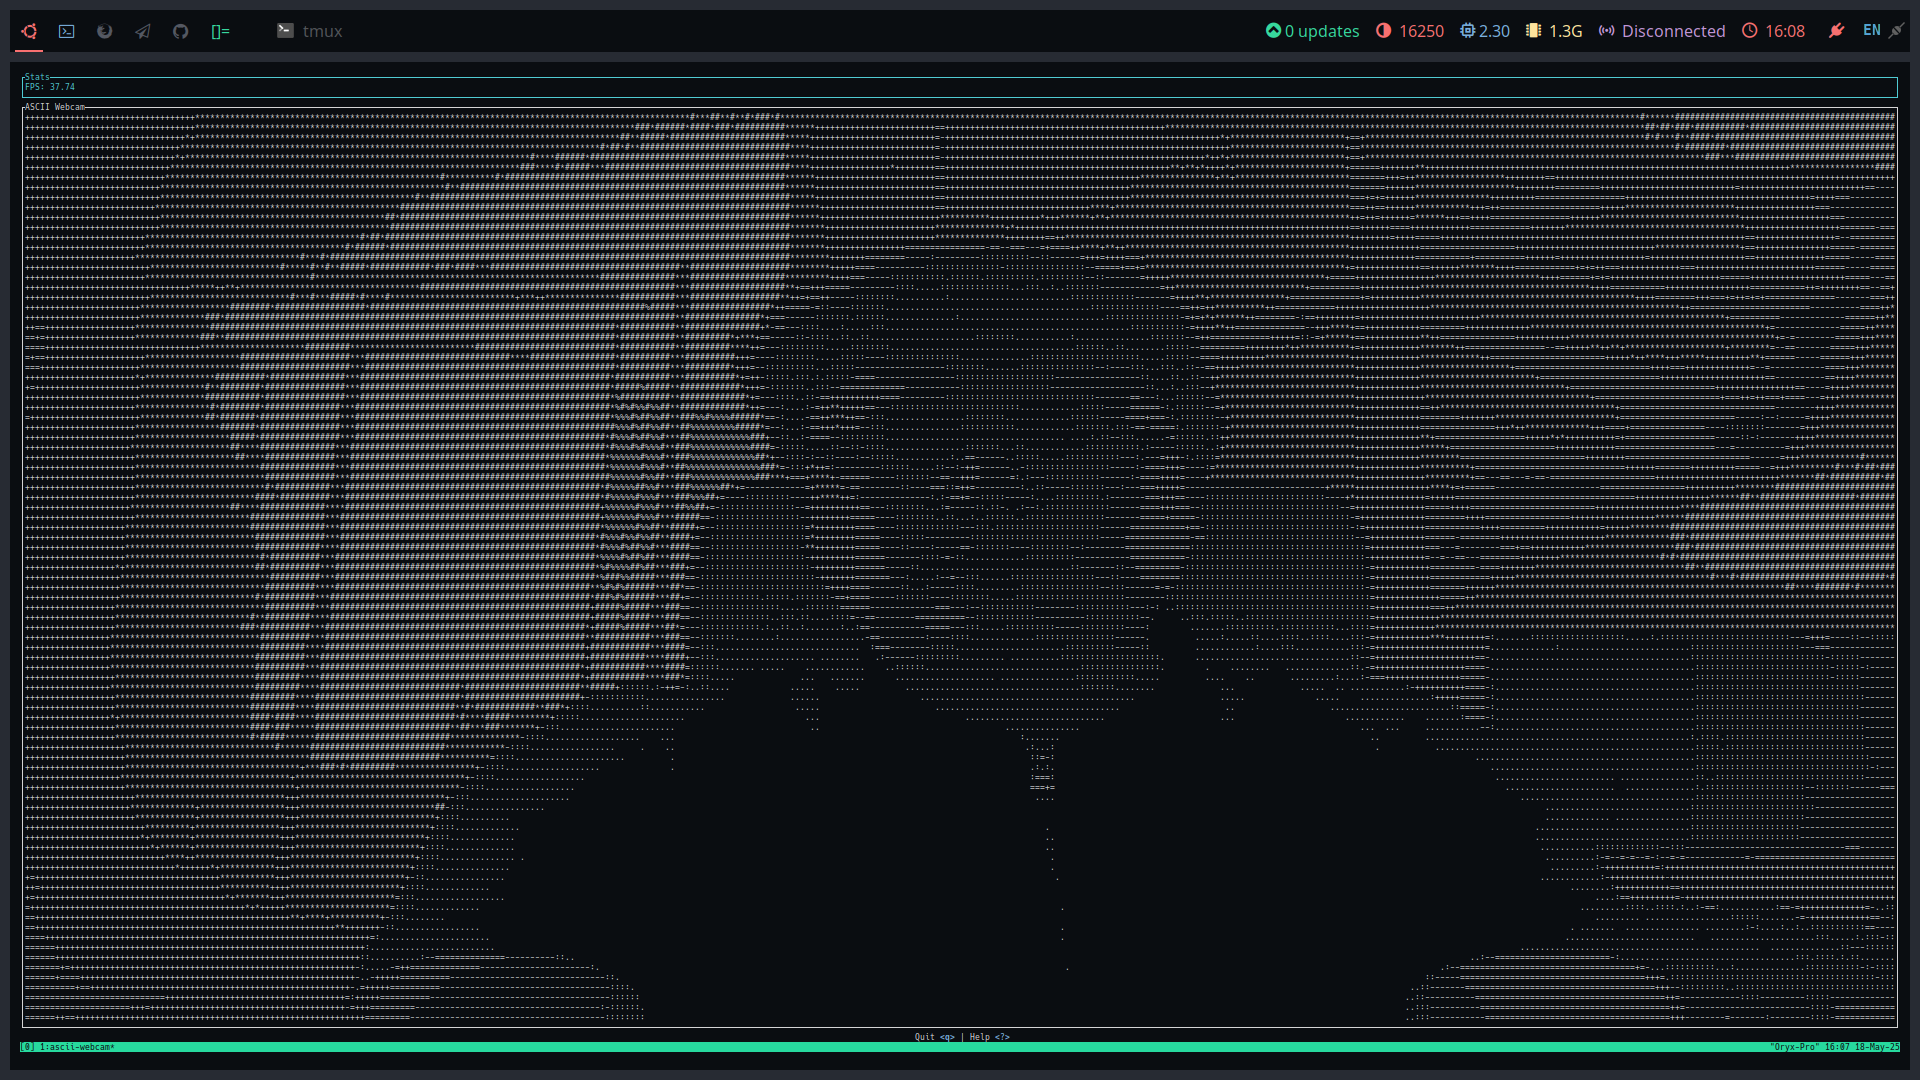 []= tmux 0 updates 16250 2.30 1.3G Disconnected 16:08 EN
Stats
FPS: 37.74
ASCII Webcam
Quit <q> | Help <?>
[0] 1:ascii-webcam* "Oryx-Pro" 16:07 18-May-25